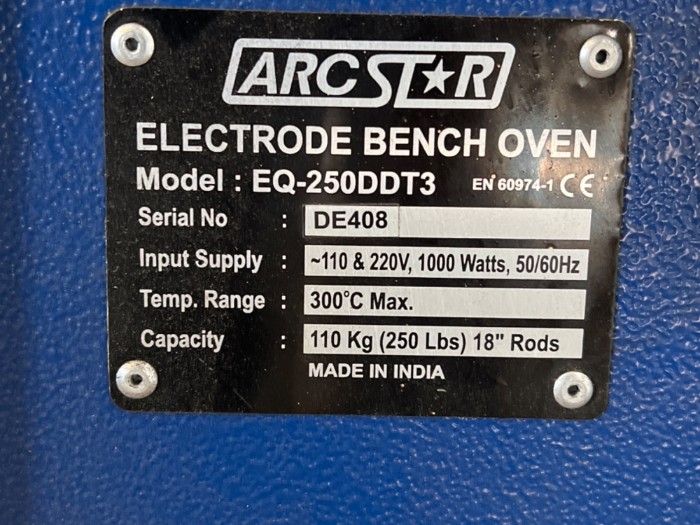 ARCST★R
ELECTRODE BENCH OVEN
Model : EQ-250DDT3 EN 60974-1 CE
Serial No : DE408
Input Supply : ~110 & 220V, 1000 Watts, 50/60Hz
Temp. Range : 300°C Max.
Capacity : 110 Kg (250 Lbs) 18" Rods
MADE IN INDIA